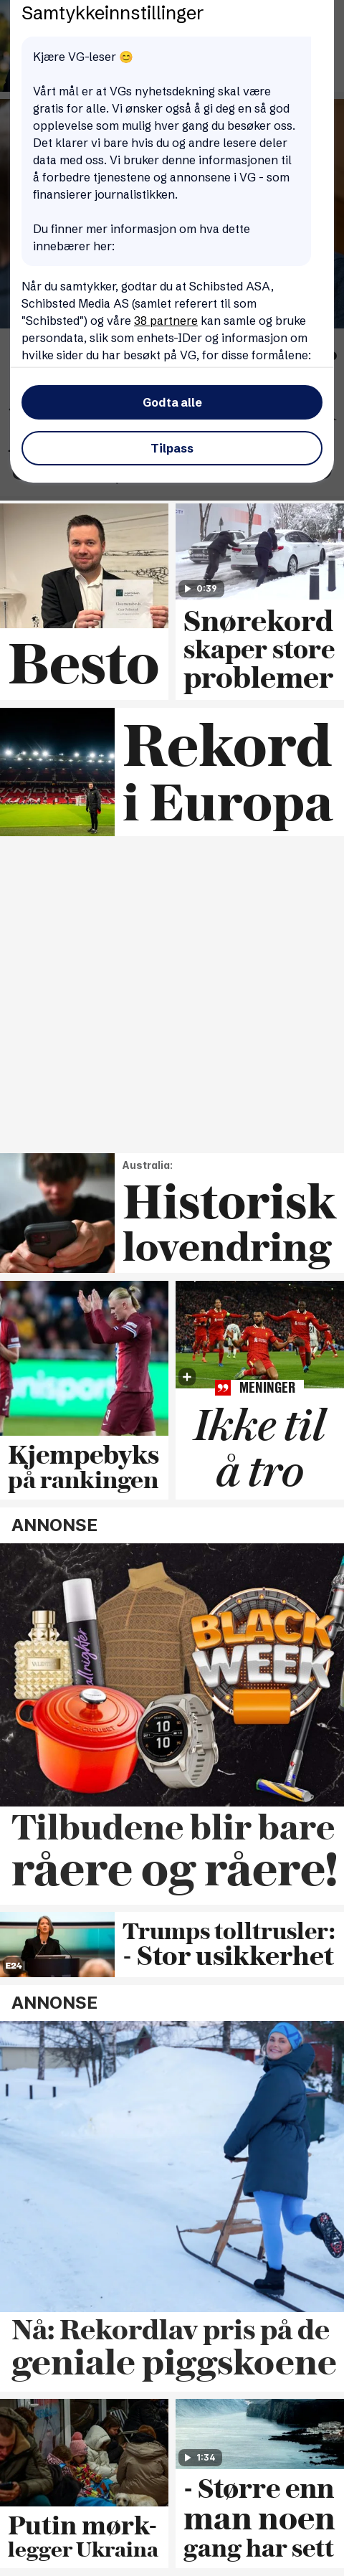 Samtykkeinnstillinger
Kjære VG-leser 😊
Vårt mål er at VGs nyhetsdekning skal være
gratis for alle. Vi ønsker også å gi deg en så god
opplevelse som mulig hver gang du besøker oss.
Det klarer vi bare hvis du og andre lesere deler
data med oss. Vi bruker denne informasjonen til
å forbedre tjenestene og annonsene i VG - som
finansierer journalistikken.
Du finner mer informasjon om hva dette
innebærer her:
Når du samtykker, godtar du at Schibsted ASA,
Schibsted Media AS (samlet referert til som
"Schibsted") og våre 38 partnere kan samle og bruke
persondata, slik som enhets-IDer og informasjon om
hvilke sider du har besøkt på VG, for disse formålene:
Godta alle
Tilpass
Besto
0:39
Snørekord
skaper store
problemer
Rekord
i Europa
Australia:
Historisk
lovendring
Kjempebyks
på rankingen
MENINGER
Ikke til
å tro
ANNONSE
BLACK
WEEK
10
10
Tilbudene blir bare
råere og råere!
E24
Trumps tolltrusler:
- Stor usikkerhet
ANNONSE
Nå: Rekordlav pris på de
geniale piggskoene
Putin mørk-
legger Ukraina
1:34
- Større enn
man noen
gang har sett